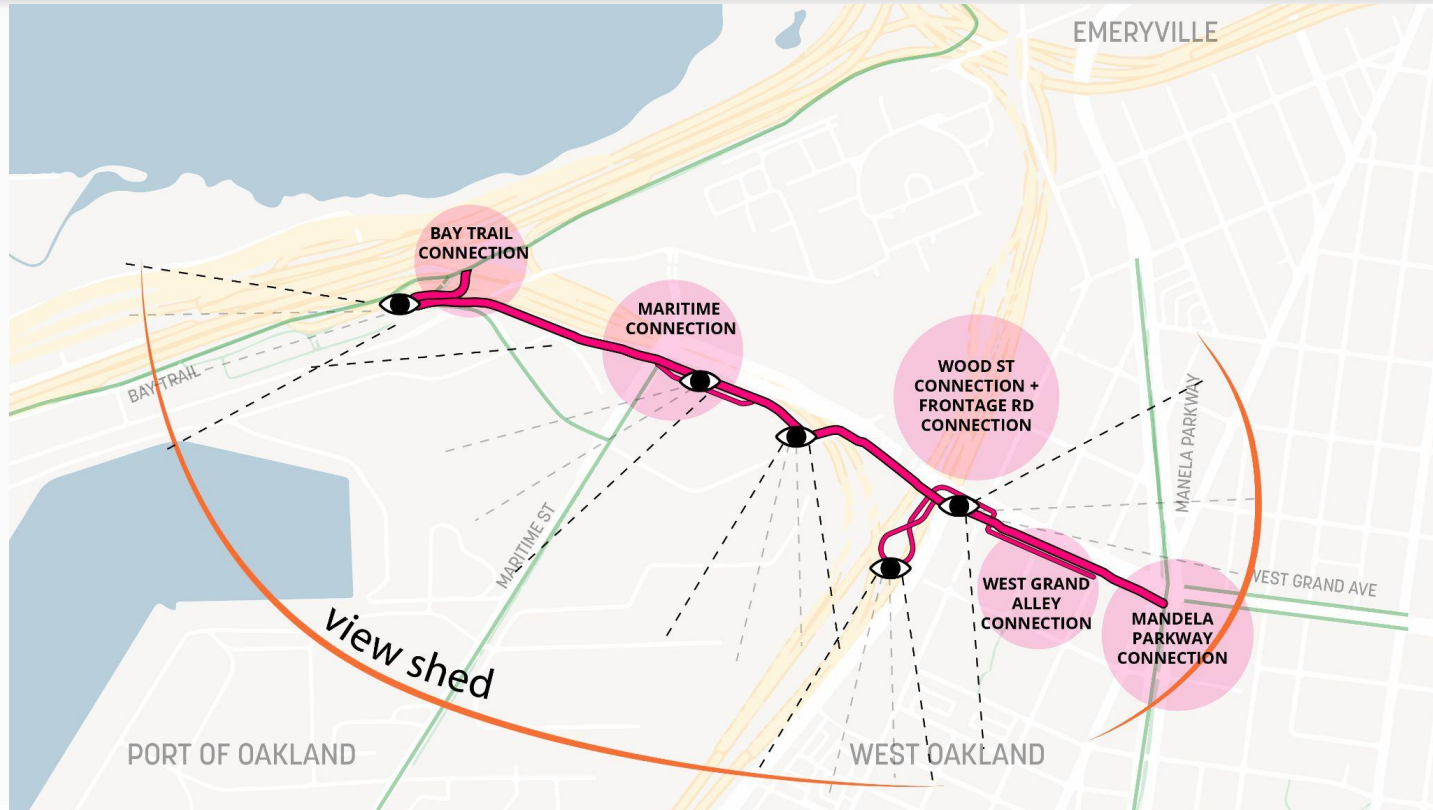 EMERYVILLE
BAY TRAIL
CONNECTION
MARITIME
CONNECTION
WOOD ST
CONNECTION +
FRONTAGE RD
CONNECTION
BAY TRAIL
MANELA PARKWAY
MARITIME ST
WEST GRAND
ALLEY
CONNECTION
WEST GRAND AVE
MANDELA
PARKWAY
CONNECTION
view shed
PORT OF OAKLAND
WEST OAKLAND